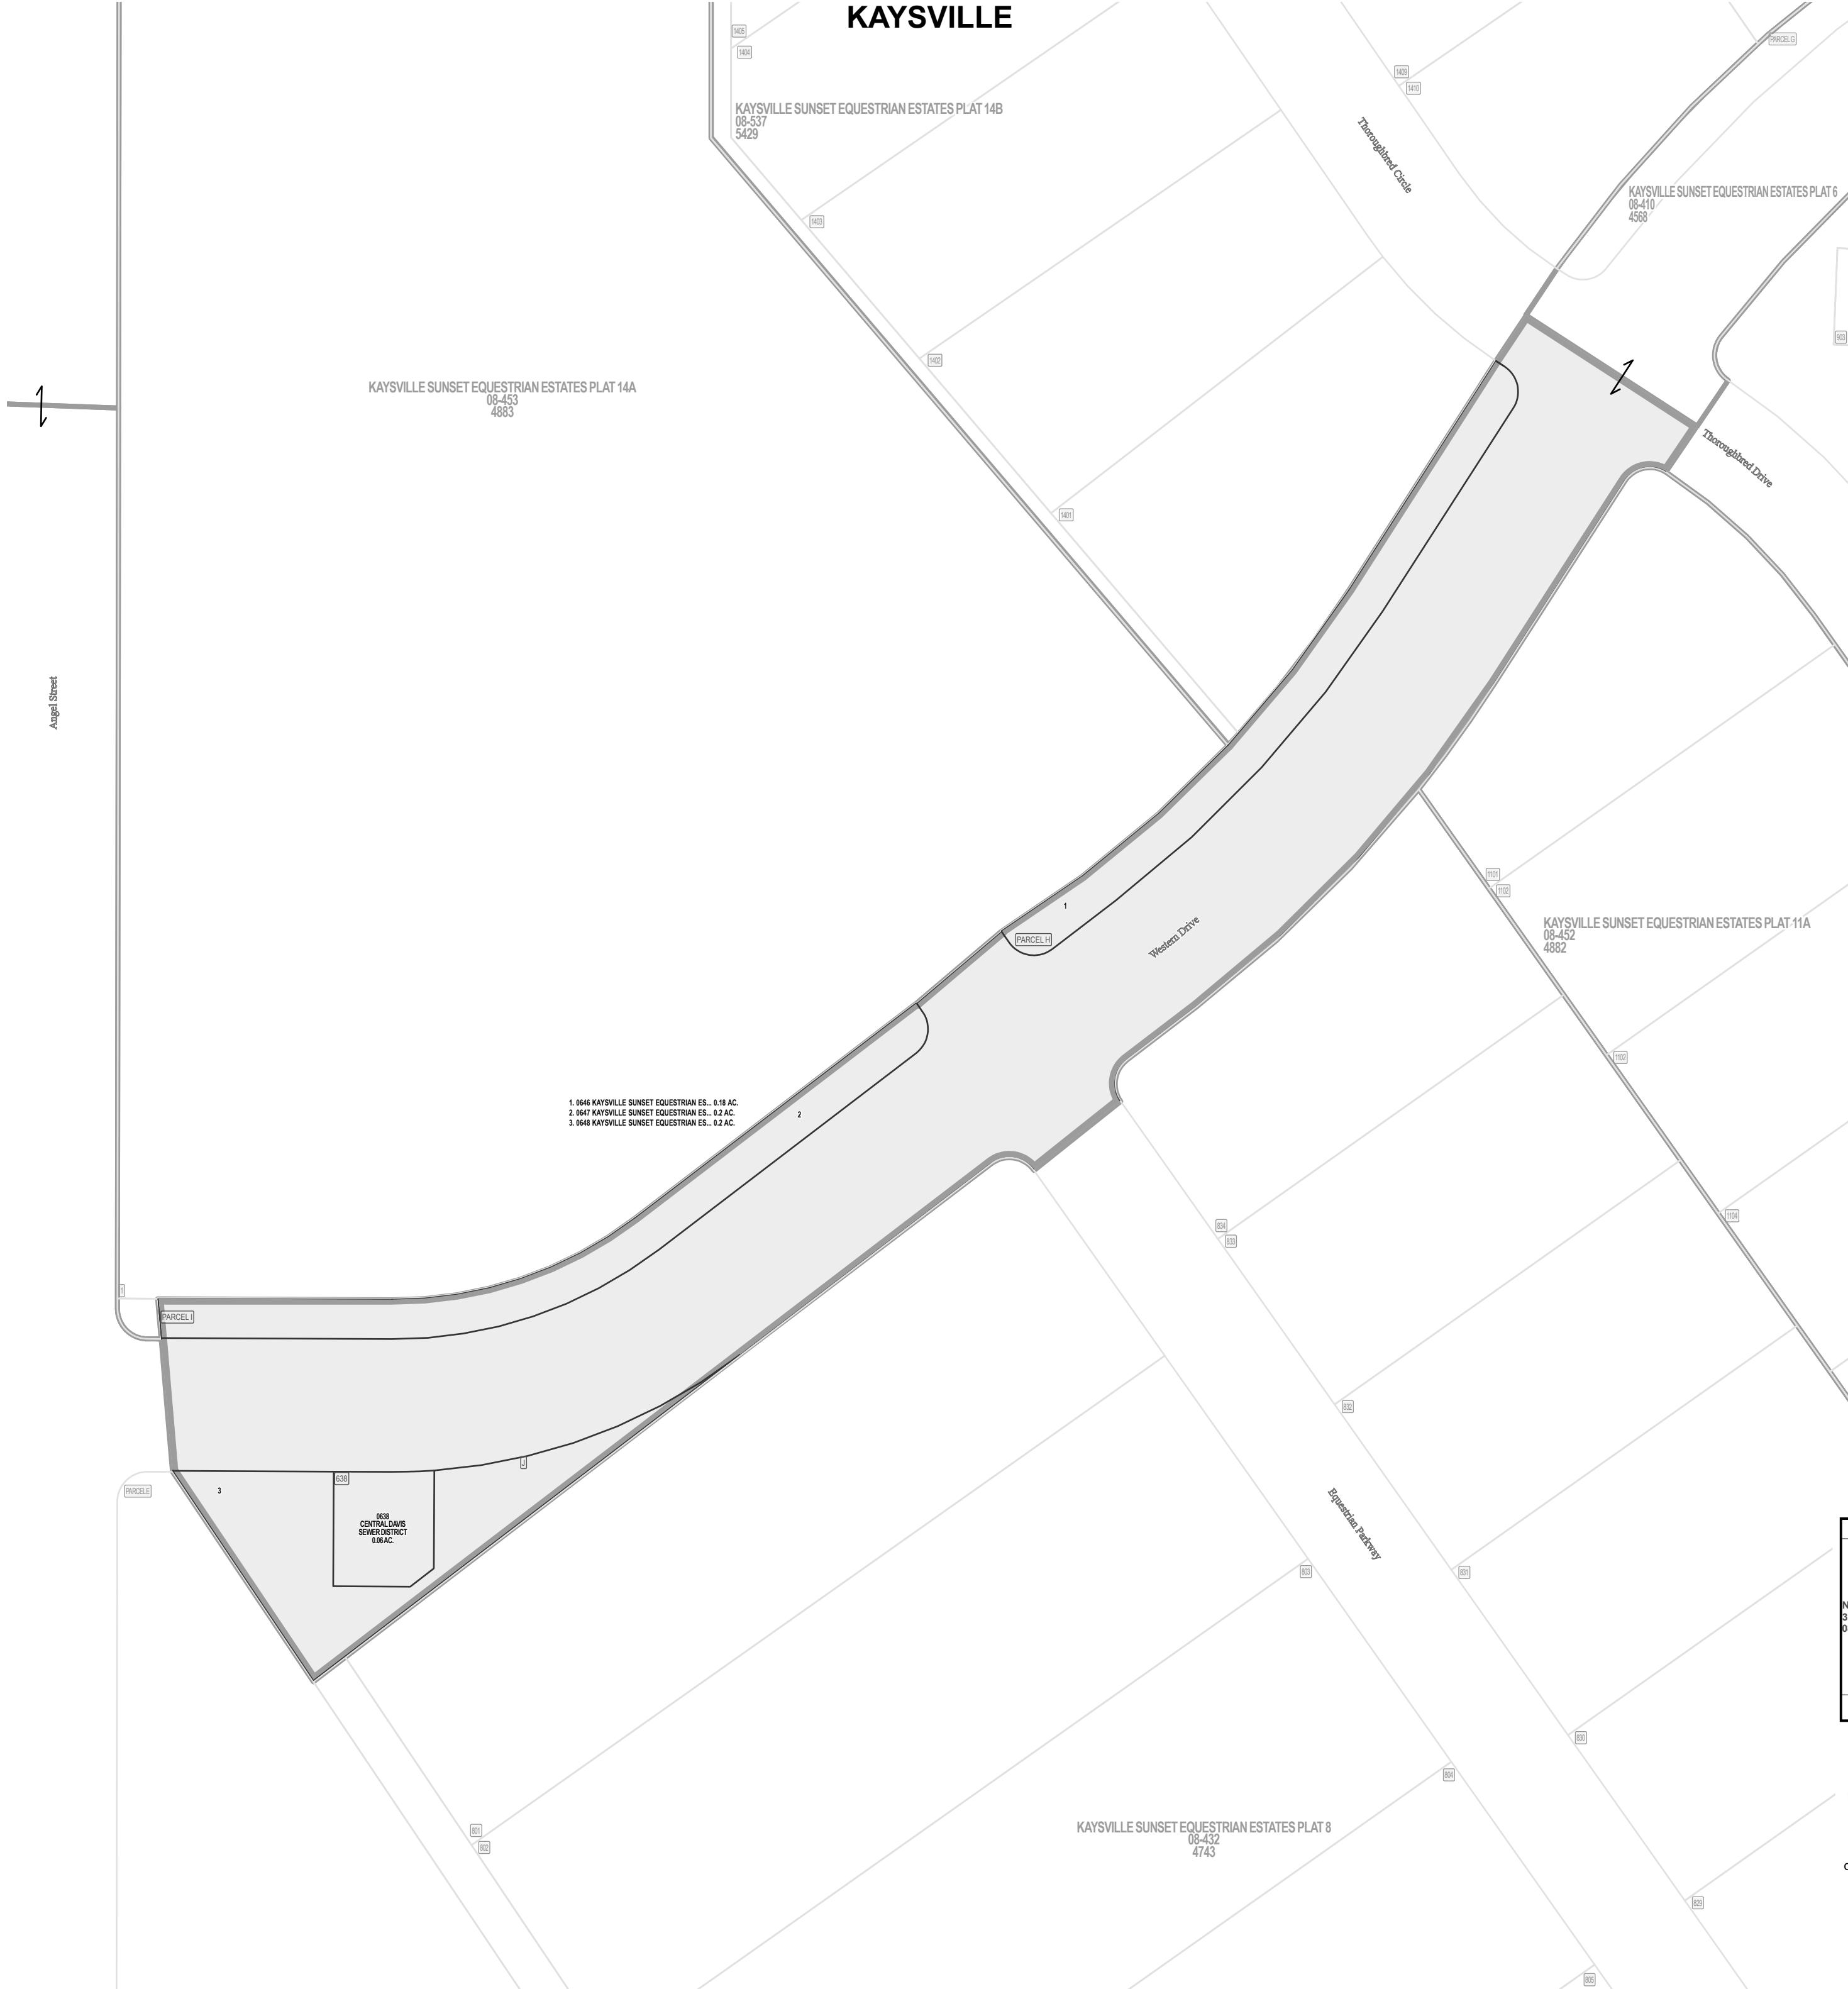 KAYSVILLE
1405
1404
KAYSVILLE SUNSET EQUESTRIAN ESTATES PLAT 14B
08-537
5429
1409
1410
PARCEL G
Thoroughbred Circle
KAYSVILLE SUNSET EQUESTRIAN ESTATES PLAT 6
08-410
4568
1403
903
1402
KAYSVILLE SUNSET EQUESTRIAN ESTATES PLAT 14A
08-453
4883
Thoroughbred Drive
1401
Angel Street
1101
1102
KAYSVILLE SUNSET EQUESTRIAN ESTATES PLAT 11A
08-452
4882
1
PARCEL H
Western Drive
1102
1. 0646 KAYSVILLE SUNSET EQUESTRIAN ES... 0.18 AC.
2. 0647 KAYSVILLE SUNSET EQUESTRIAN ES... 0.2 AC.
3. 0648 KAYSVILLE SUNSET EQUESTRIAN ES... 0.2 AC.
2
834
833
1104
1
PARCEL I
832
J
638
3
PARCEL E
0638
CENTRAL DAVIS
SEWER DISTRICT
0.06 AC.
Equestrian Parkway
803
831
N
3
0
830
804
801
802
KAYSVILLE SUNSET EQUESTRIAN ESTATES PLAT 8
08-432
4743
829
805